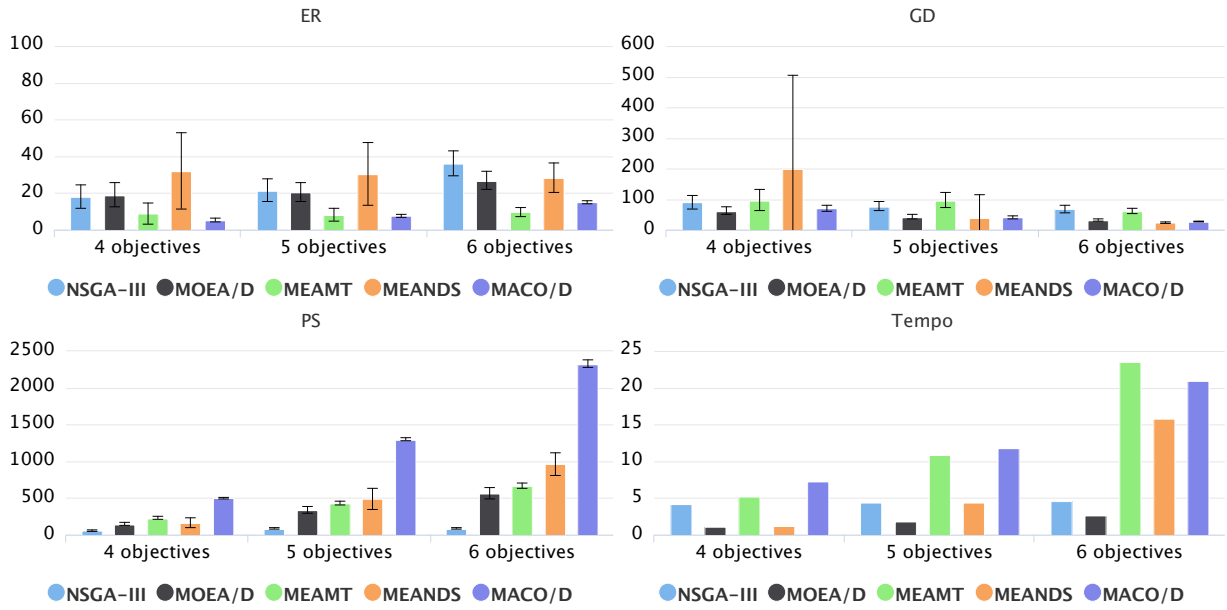 ER
100
80
60
40
20
0
4 objectives 5 objectives 6 objectives
NSGA-III MOEA/D MEAMT MEANDS MACO/D
GD
600
500
400
300
200
100
0
4 objectives 5 objectives 6 objectives
NSGA-III MOEA/D MEAMT MEANDS MACO/D
PS
2500
2000
1500
1000
500
0
4 objectives 5 objectives 6 objectives
NSGA-III MOEA/D MEAMT MEANDS MACO/D
Tempo
25
20
15
10
5
0
4 objectives 5 objectives 6 objectives
NSGA-III MOEA/D MEAMT MEANDS MACO/D